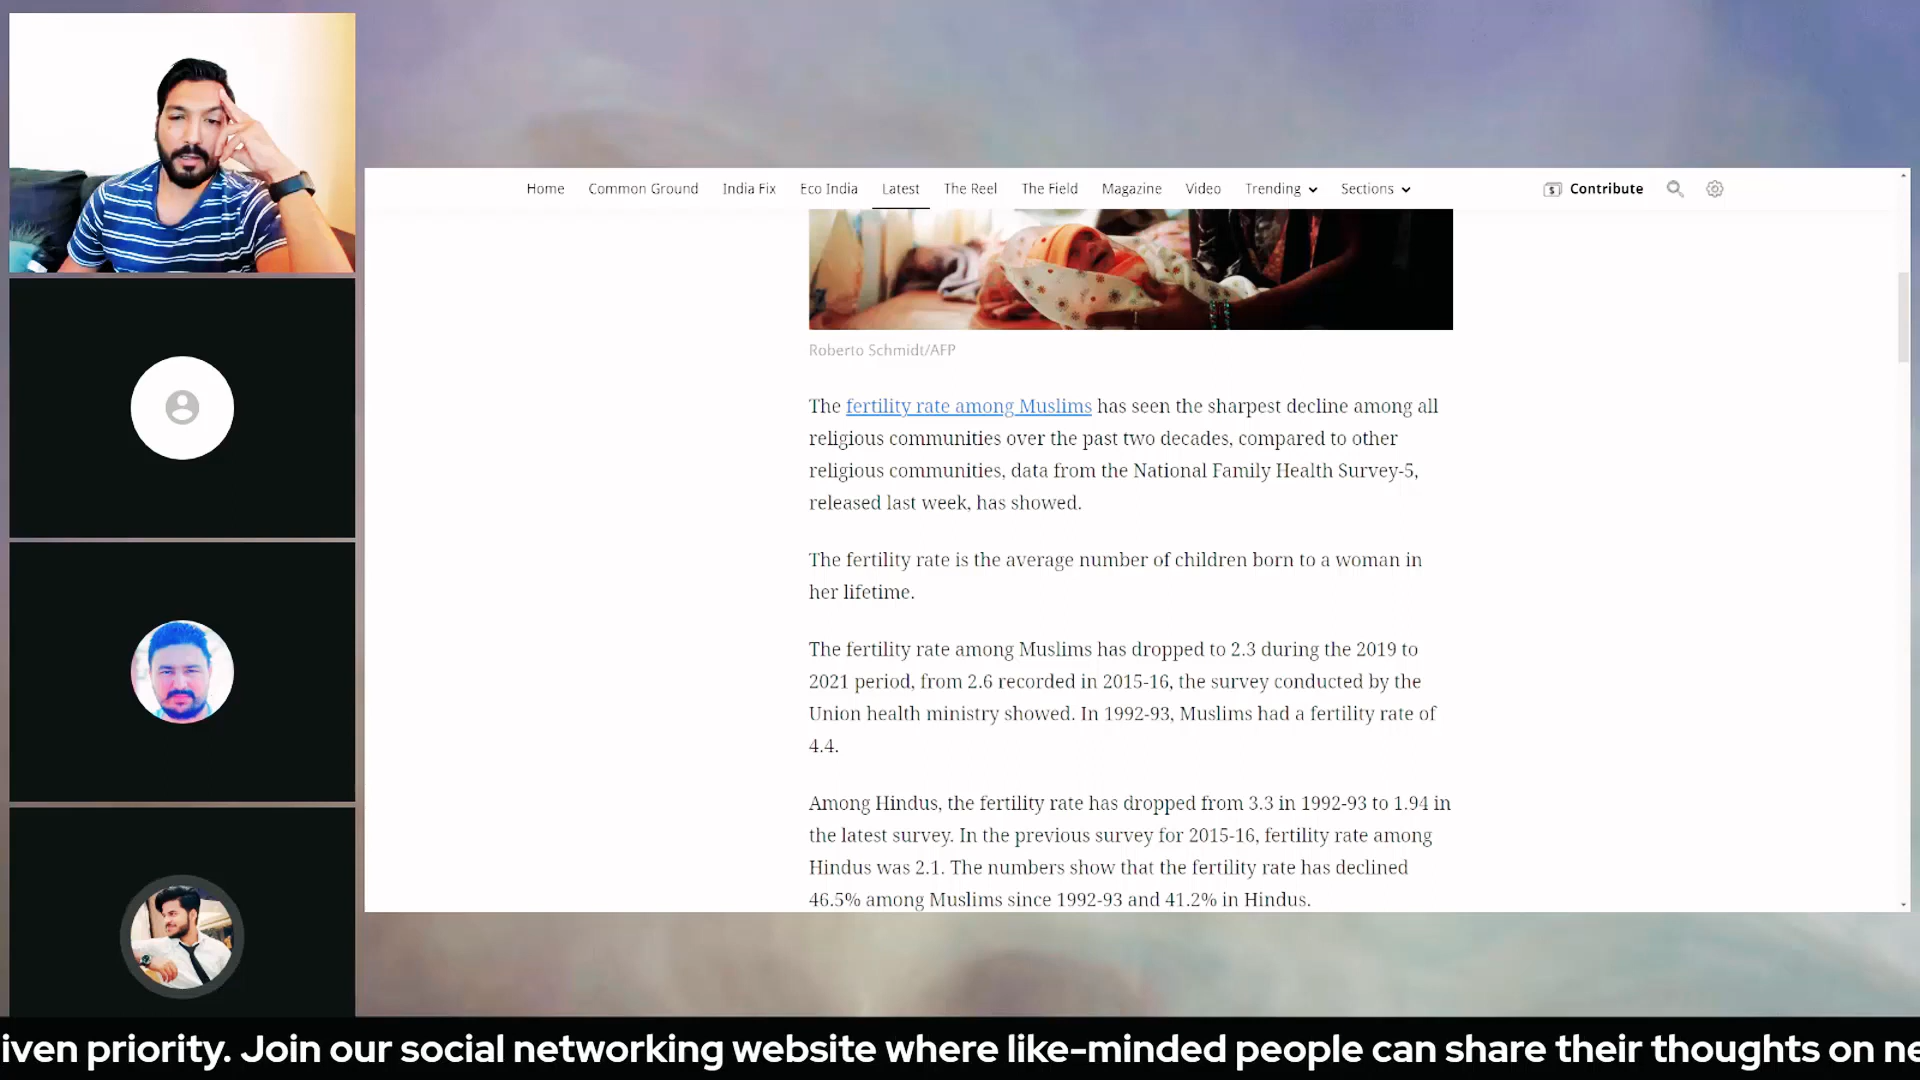 Home Common Ground India Fix Eco India Latest The Reel The Field Magazine Video Trending Sections Contribute
Roberto Schmidt/AFP
The fertility rate among Muslims has seen the sharpest decline among all
religious communities over the past two decades, compared to other
religious communities, data from the National Family Health Survey-5,
released last week, has showed.
The fertility rate is the average number of children born to a woman in
her lifetime.
The fertility rate among Muslims has dropped to 2.3 during the 2019 to
2021 period, from 2.6 recorded in 2015-16, the survey conducted by the
Union health ministry showed. In 1992-93, Muslims had a fertility rate of
4.4.
Among Hindus, the fertility rate has dropped from 3.3 in 1992-93 to 1.94 in
the latest survey. In the previous survey for 2015-16, fertility rate among
Hindus was 2.1. The numbers show that the fertility rate has declined
46.5% among Muslims since 1992-93 and 41.2% in Hindus.
iven priority. Join our social networking website where like-minded people can share their thoughts on ne